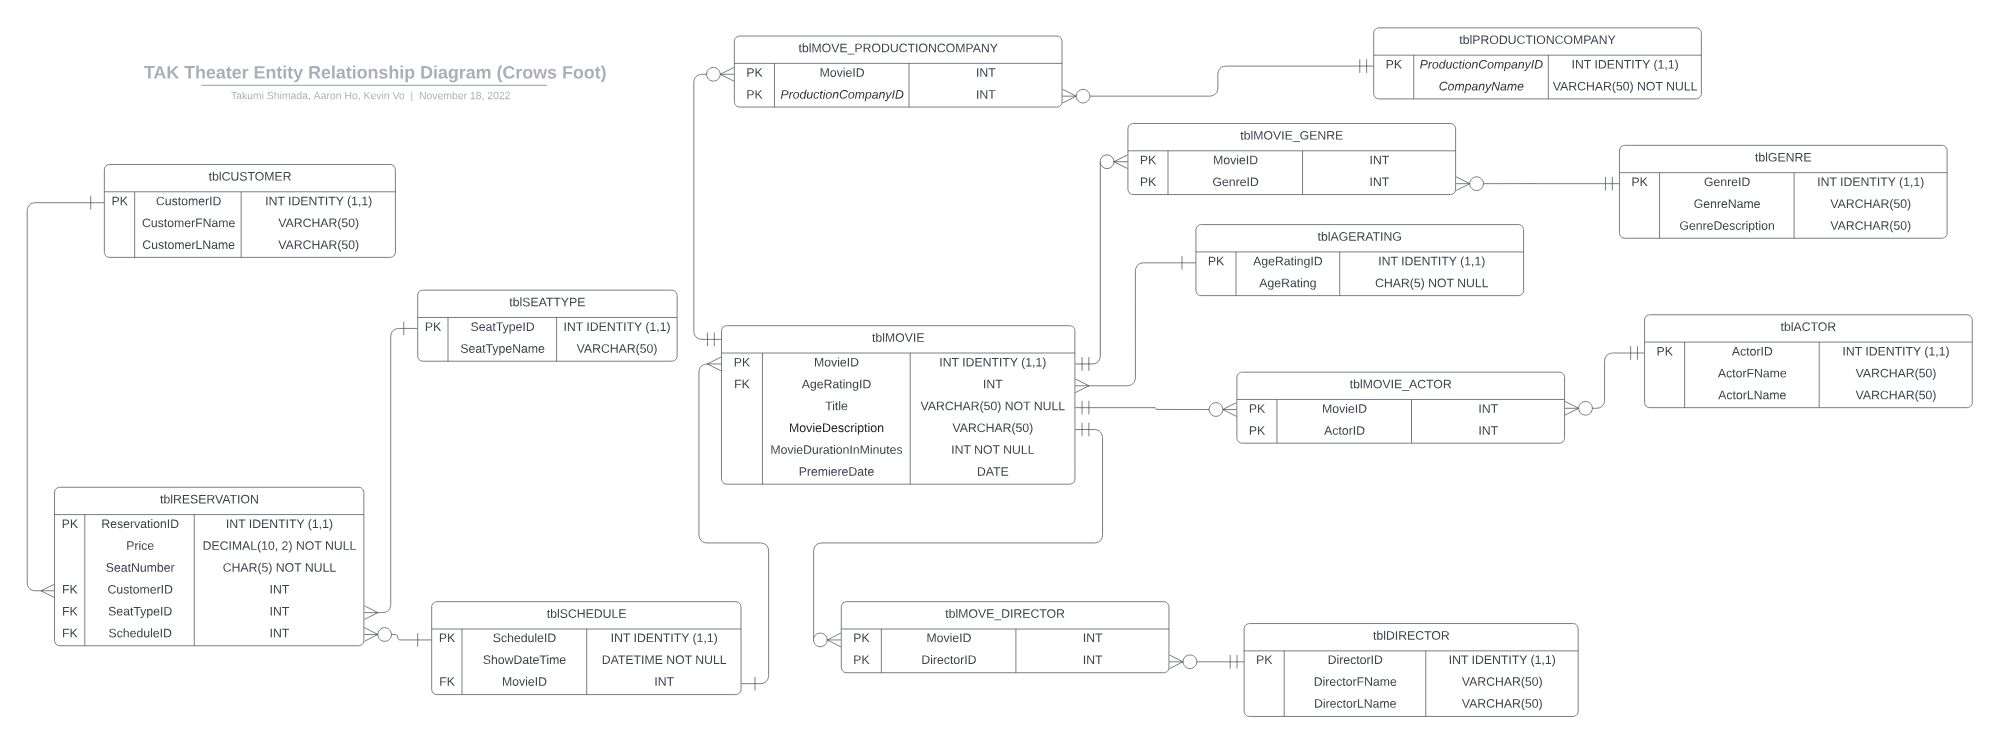 TAK Theater Entity Relationship Diagram (Crows Foot)
Takumi Shimada, Aaron Ho, Kevin Vo | November 18, 2022
tblMOVE_PRODUCTIONCOMPANY
PK MovieID INT
PK ProductionCompanyID INT
tblPRODUCTIONCOMPANY
PK ProductionCompanyID INT IDENTITY (1,1)
CompanyName VARCHAR(50) NOT NULL
tblMOVIE_GENRE
PK MovieID INT
PK GenreID INT
tblGENRE
PK GenreID INT IDENTITY (1,1)
GenreName VARCHAR(50)
GenreDescription VARCHAR(50)
tblCUSTOMER
PK CustomerID INT IDENTITY (1,1)
CustomerFName VARCHAR(50)
CustomerLName VARCHAR(50)
tblAGERATING
PK AgeRatingID INT IDENTITY (1,1)
AgeRating CHAR(5) NOT NULL
tblSEATTYPE
PK SeatTypeID INT IDENTITY (1,1)
SeatTypeName VARCHAR(50)
tblMOVIE
PK MovieID INT IDENTITY (1,1)
FK AgeRatingID INT
Title VARCHAR(50) NOT NULL
MovieDescription VARCHAR(50)
MovieDurationInMinutes INT NOT NULL
PremiereDate DATE
tblACTOR
PK ActorID INT IDENTITY (1,1)
ActorFName VARCHAR(50)
ActorLName VARCHAR(50)
tblMOVIE_ACTOR
PK MovieID INT
PK ActorID INT
tblRESERVATION
PK ReservationID INT IDENTITY (1,1)
Price DECIMAL(10, 2) NOT NULL
SeatNumber CHAR(5) NOT NULL
FK CustomerID INT
FK SeatTypeID INT
FK ScheduleID INT
tblSCHEDULE
PK ScheduleID INT IDENTITY (1,1)
ShowDateTime DATETIME NOT NULL
FK MovieID INT
tblMOVE_DIRECTOR
PK MovieID INT
PK DirectorID INT
tblDIRECTOR
PK DirectorID INT IDENTITY (1,1)
DirectorFName VARCHAR(50)
DirectorLName VARCHAR(50)